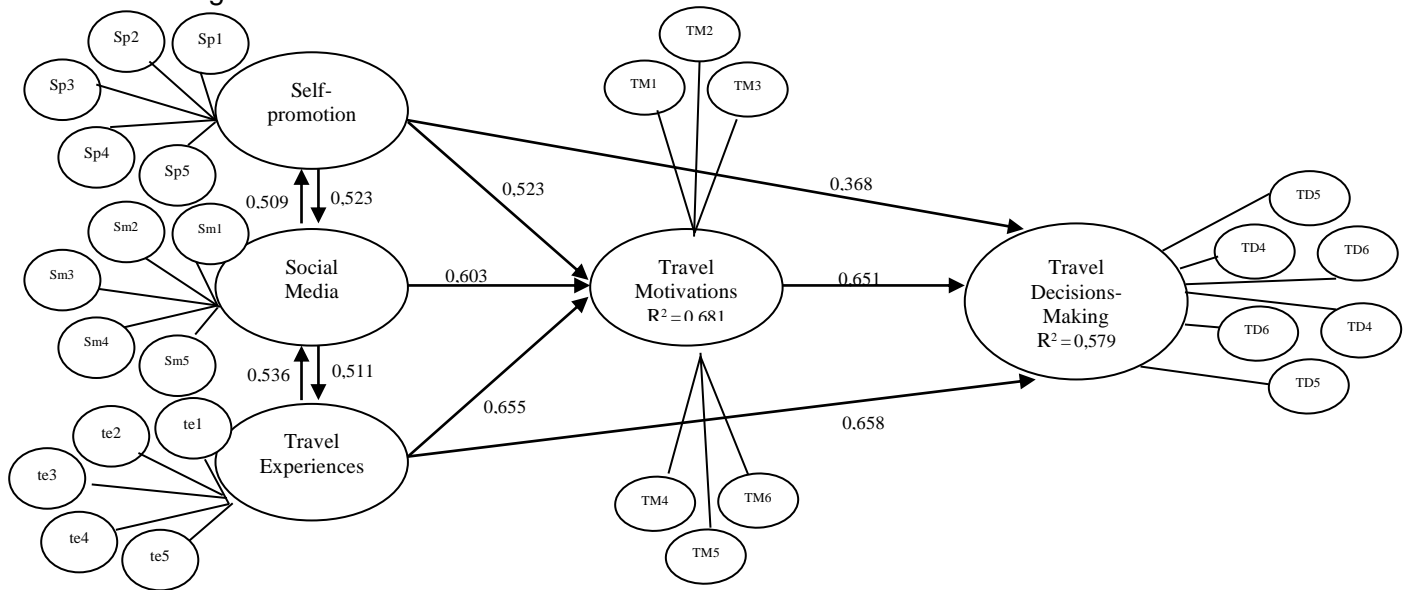 Sp2
Sp1
Sp3
Sp4
Sp5
Self-
promotion
TM2
TM1
TM3
0,509
0,523
0,523
0,368
Sm2
Sm1
Sm3
Sm4
Sm5
Social
Media
0,603
Travel
Motivations
R² = 0,681
0,651
Travel
Decisions-
Making
R² = 0,579
TD5
TD4
TD6
TD4
TD6
TD5
0,536
0,511
0,655
0,658
te1
te2
te3
te4
te5
Travel
Experiences
TM4
TM6
TM5